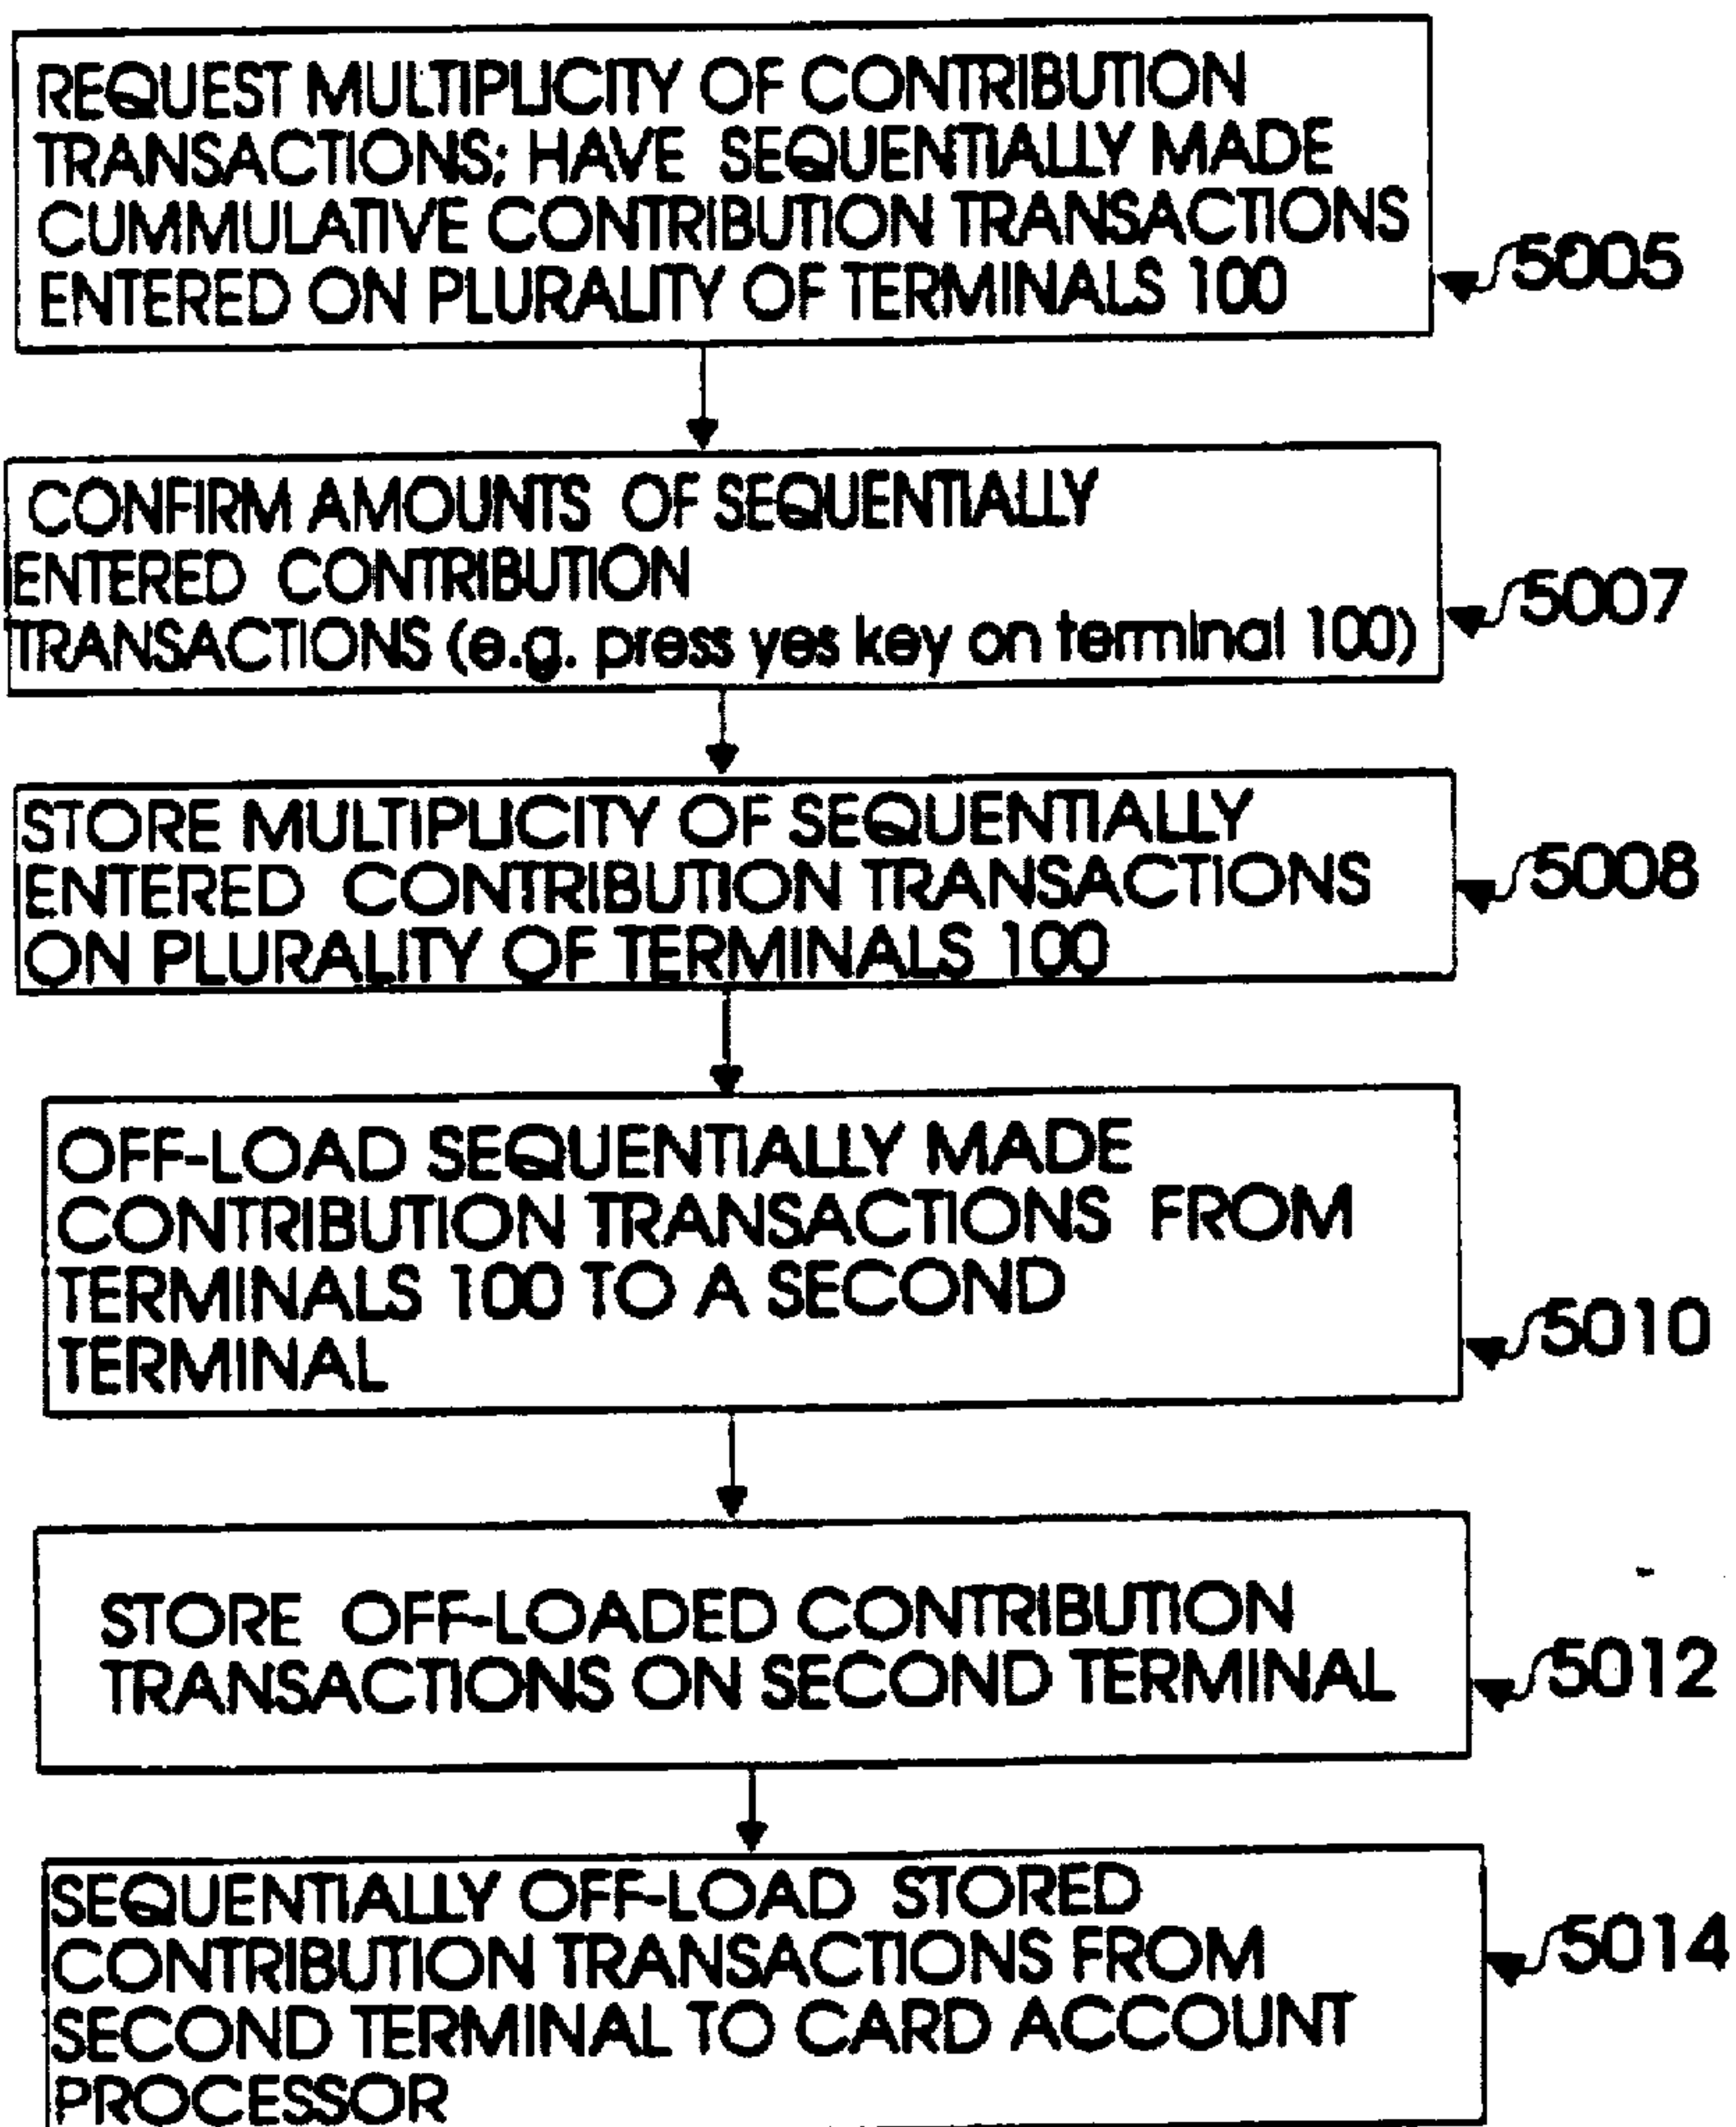 REQUEST MULTIPLICITY OF CONTRIBUTION
TRANSACTIONS; HAVE SEQUENTIALLY MADE
CUMMULATIVE CONTRIBUTION TRANSACTIONS
ENTERED ON PLURALITY OF TERMINALS 100
5005
CONFIRM AMOUNTS OF SEQUENTIALLY
ENTERED CONTRIBUTION
TRANSACTIONS (e.g. press yes key on terminal 100)
5007
STORE MULTIPLICITY OF SEQUENTIALLY
ENTERED CONTRIBUTION TRANSACTIONS
ON PLURALITY OF TERMINALS 100
5008
OFF-LOAD SEQUENTIALLY MADE
CONTRIBUTION TRANSACTIONS FROM
TERMINALS 100 TO A SECOND
TERMINAL
5010
STORE OFF-LOADED CONTRIBUTION
TRANSACTIONS ON SECOND TERMINAL
5012
SEQUENTIALLY OFF-LOAD STORED
CONTRIBUTION TRANSACTIONS FROM
SECOND TERMINAL TO CARD ACCOUNT
PROCESSOR
5014